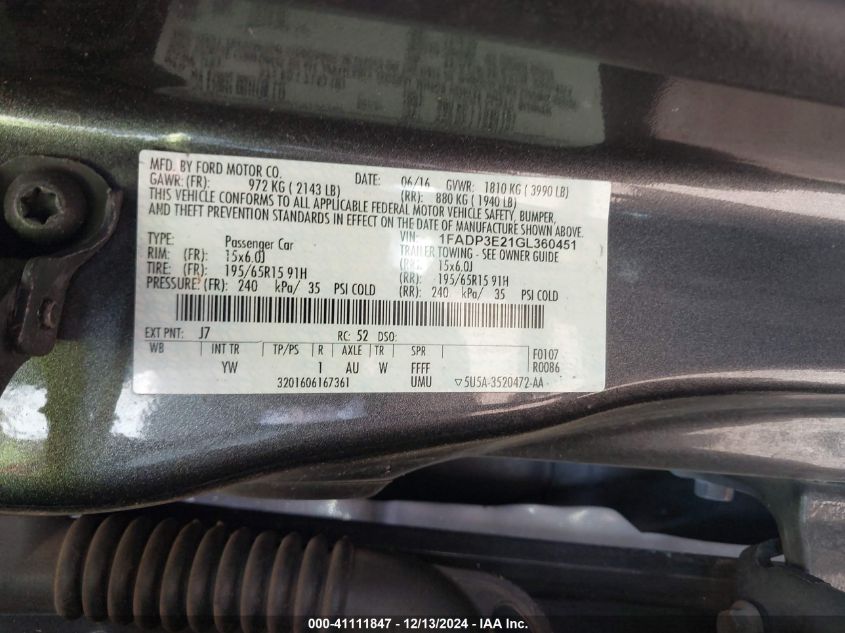 MFD. BY FORD MOTOR CO.
DATE: 06/16 GVWR: 1810 KG ( 3990 LB)
GAWR: (FR): 972 KG ( 2143 LB) (RR): 880 KG ( 1940 LB)
THIS VEHICLE CONFORMS TO ALL APPLICABLE FEDERAL MOTOR VEHICLE SAFETY, BUMPER,
AND THEFT PREVENTION STANDARDS IN EFFECT ON THE DATE OF MANUFACTURE SHOWN ABOVE.
VIN: 1FADP3E21GL360451
TYPE: Passenger Car TRAILER TOWING - SEE OWNER GUIDE
RIM: (FR): 15x6.0J (RR): 15x6.0J
TIRE: (FR): 195/65R15 91H (RR): 195/65R15 91H
PRESSURE: (FR): 240 kPa/ 35 PSI COLD (RR): 240 kPa/ 35 PSI COLD
EXT PNT: J7 RC: 52 DSO:
WB INT TR TP/PS R AXLE TR SPR F0107
YW 1 AU W FFFF R0086
3201606167361 UMU ▽5U5A-3520472-AA
000-41111847 - 12/13/2024 - IAA Inc.